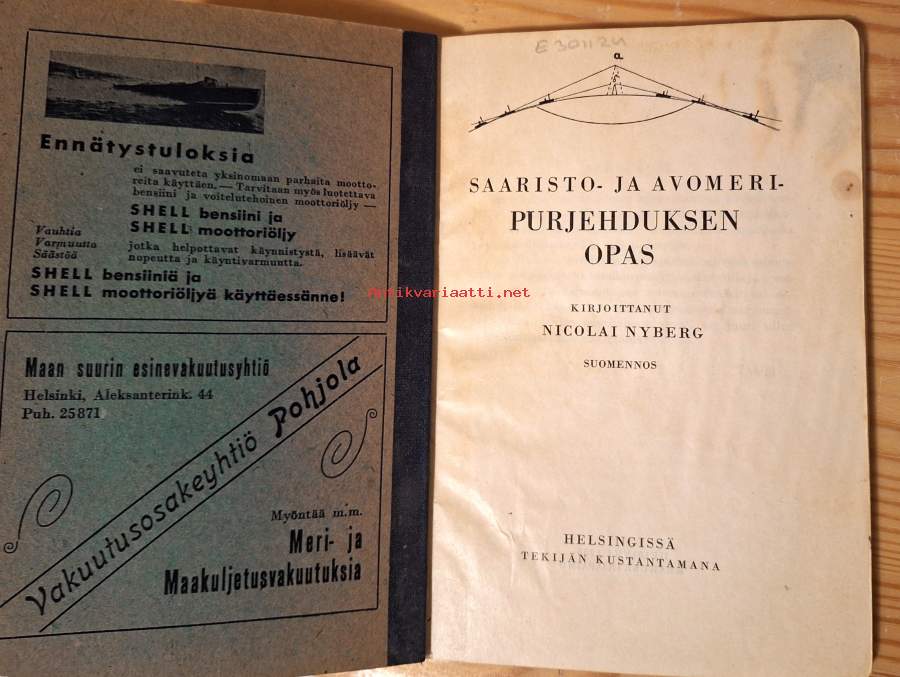 Ennätystuloksia
ei saavuteta yksinomaan parhaita mootto-
reita käyttäen. — Tarvitaan myös luotettava
bensiini ja voitelutehoinen moottoriöljy —
SHELL bensiini ja
SHELL moottoriöljy
Vauhtia
Varmuutta
Säästöä
jotka helpottavat käynnistystä, lisäävät
nopeutta ja käyntivarmuutta.
SHELL bensiiniä ja
SHELL moottoriöljyä käyttäessänne!
Maan suurin esinevakuutusyhtiö
Helsinki, Aleksanterink. 44
Puh. 25871
Vakuutusosakeyhtiö Pohjola
Myöntää m.m.
Meri- ja
Maakuljetusvakuutuksia
E 301124
a
SAARISTO- JA AVOMERI-
PURJEHDUKSEN
OPAS
KIRJOITTANUT
NICOLAI NYBERG
SUOMENNOS
HELSINGISSÄ
TEKIJÄN KUSTANTAMANA
Antikvariaatti.net